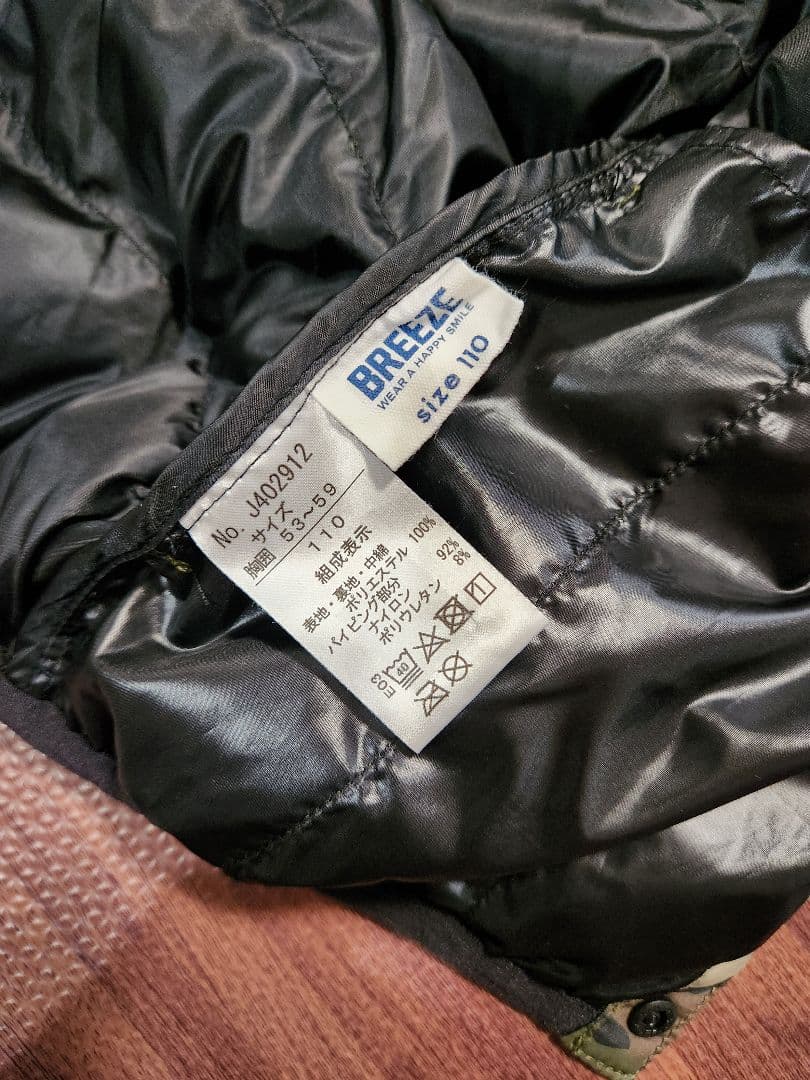 BREEZE
WEAR A HAPPY SMILE
size 110
No. J402912
サイズ
胸囲 53～59
110
組成表示
表地・裏地・中綿
ポリエステル 100%
パイピング部分
ナイロン 92%
ポリウレタン 8%
E03
40